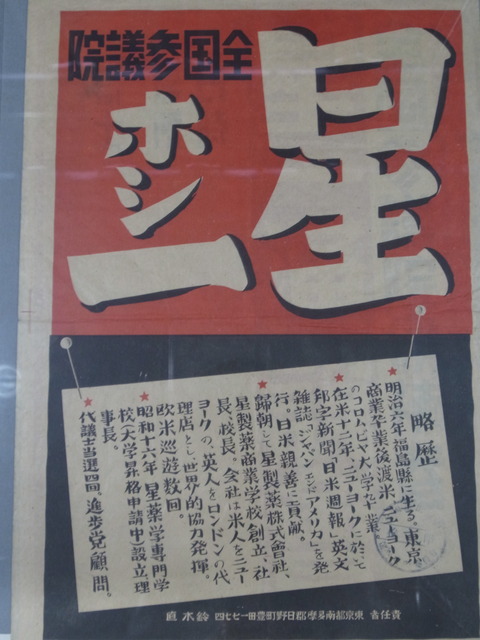 全国参議院
星
ホシ
一
略歴
明治六年福島縣に生る、東京
商業卒業後渡米、ニューヨーク
のコロムビヤ大学を卒業
在米十二年、ニューヨークに於て
邦字新聞「日米週報」英文
雑誌「ジャパンエンドアメリカ」を発
行。日米親善に貢献。
歸朝して星製薬株式會社、
星製薬商業学校創立、社
長、校長。会社は米人をニュー
ヨークの、英人をロンドンの代
理店とし、世界的協力発揮。
欧米巡遊数回。
昭和十六年星薬学専門学
校(大学昇格申請中)設立、理
事長。
代議士当選四回。進歩党顧問。
責任者 東京都南多摩郡日野町豊田一七七四 鈴木直